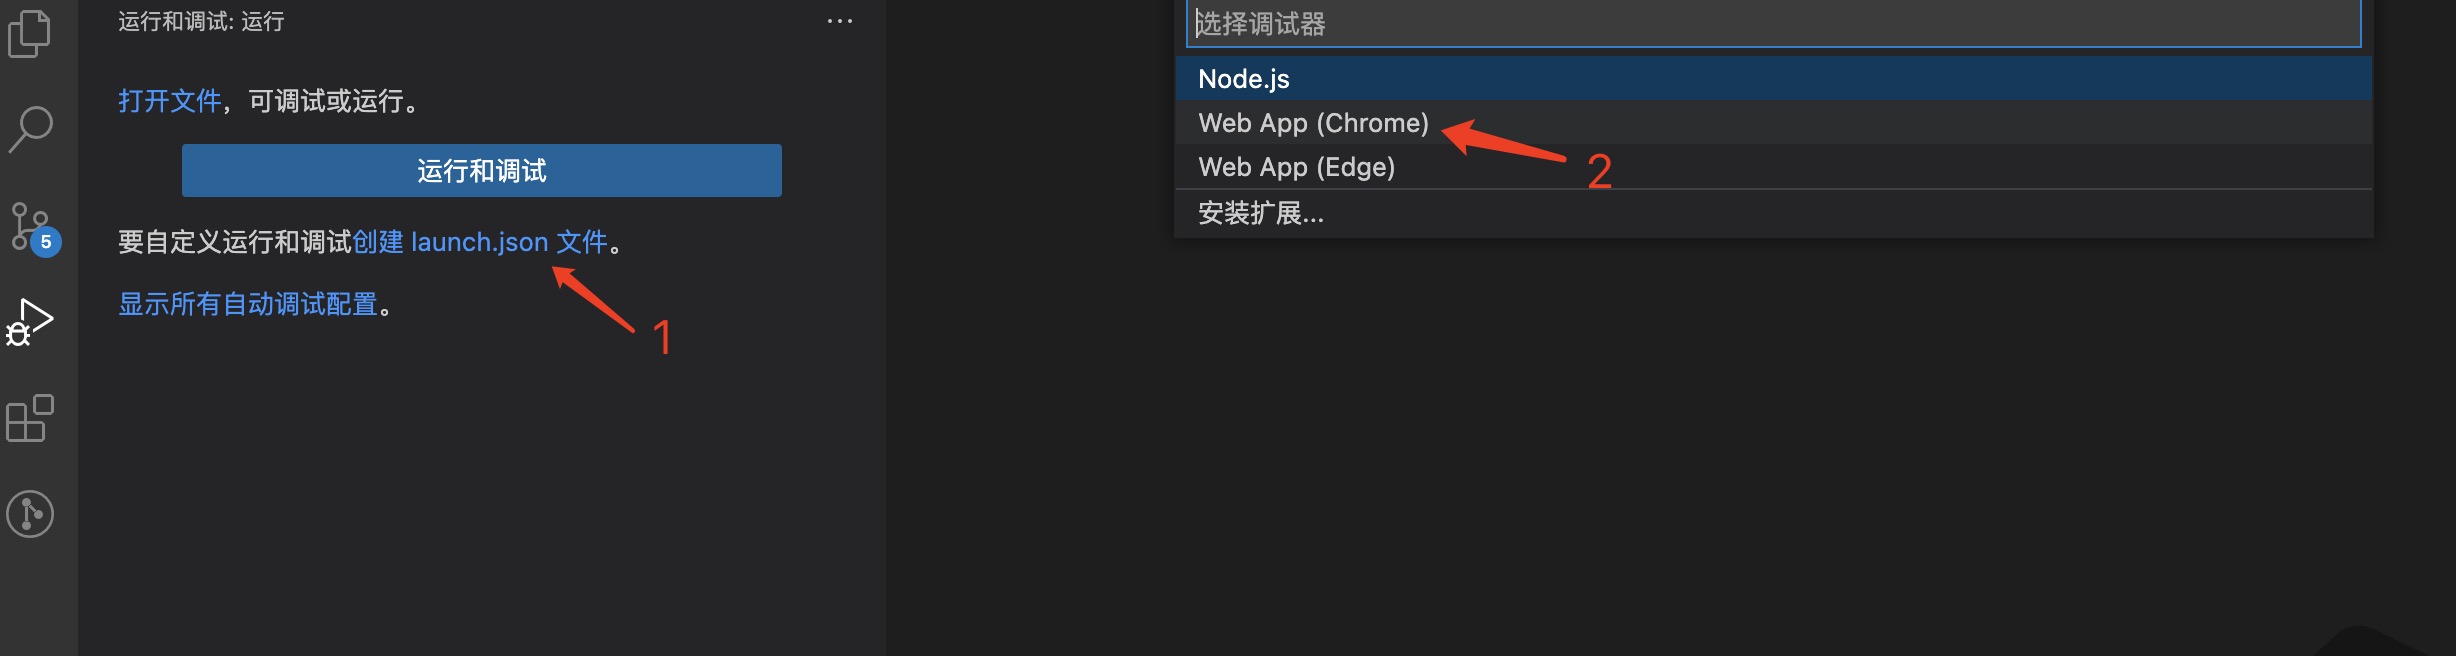 运行和调试: 运行
打开文件，可调试或运行。
运行和调试
5
要自定义运行和调试创建 launch.json 文件。
1
显示所有自动调试配置。
选择调试器
Node.js
Web App (Chrome)
2
Web App (Edge)
安装扩展...